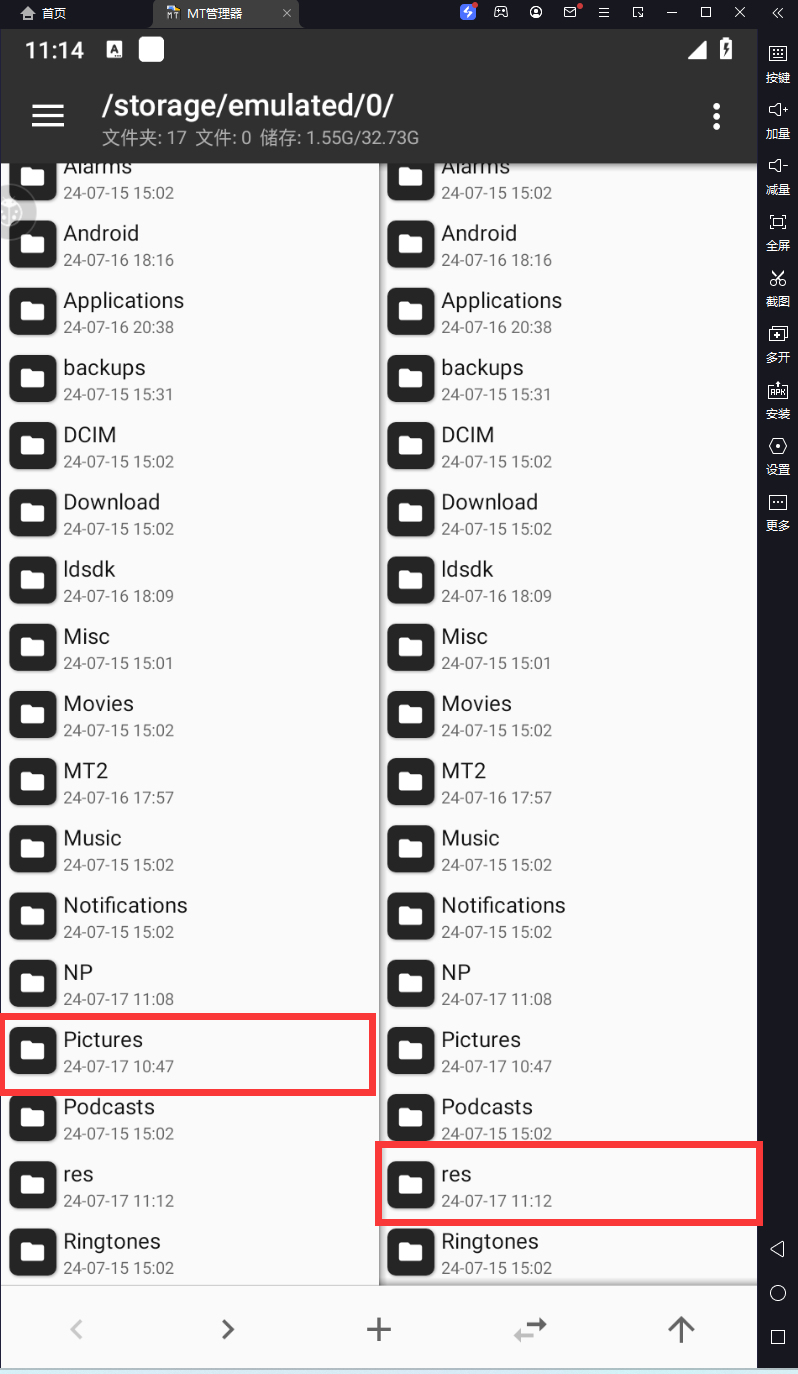 首页
MT管理器
11:14
/storage/emulated/0/
文件夹: 17 文件: 0 储存: 1.55G/32.73G
Alarms
24-07-15 15:02
Android
24-07-16 18:16
Applications
24-07-16 20:38
backups
24-07-15 15:31
DCIM
24-07-15 15:02
Download
24-07-15 15:02
ldsdk
24-07-16 18:09
Misc
24-07-15 15:01
Movies
24-07-15 15:02
MT2
24-07-16 17:57
Music
24-07-15 15:02
Notifications
24-07-15 15:02
NP
24-07-17 11:08
Pictures
24-07-17 10:47
Podcasts
24-07-15 15:02
res
24-07-17 11:12
Ringtones
24-07-15 15:02
Alarms
24-07-15 15:02
Android
24-07-16 18:16
Applications
24-07-16 20:38
backups
24-07-15 15:31
DCIM
24-07-15 15:02
Download
24-07-15 15:02
ldsdk
24-07-16 18:09
Misc
24-07-15 15:01
Movies
24-07-15 15:02
MT2
24-07-16 17:57
Music
24-07-15 15:02
Notifications
24-07-15 15:02
NP
24-07-17 11:08
Pictures
24-07-17 10:47
Podcasts
24-07-15 15:02
res
24-07-17 11:12
Ringtones
24-07-15 15:02
按键
加量
减量
全屏
截图
多开
APK
安装
设置
更多